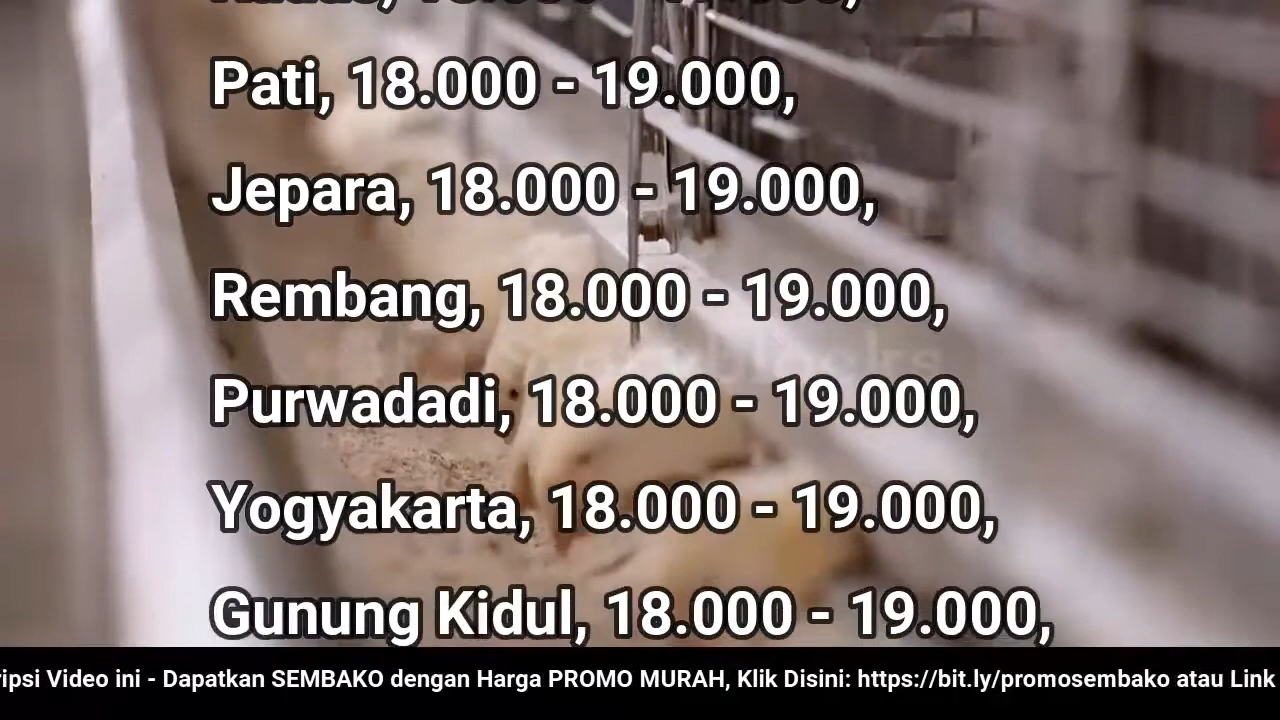 Pati, 18.000 - 19.000,
Jepara, 18.000 - 19.000,
Rembang, 18.000 - 19.000,
Purwadadi, 18.000 - 19.000,
Yogyakarta, 18.000 - 19.000,
Gunung Kidul, 18.000 - 19.000,
Video ini - Dapatkan SEMBAKO dengan Harga PROMO MURAH, Klik Disini: https://bit.ly/promosembako atau Link